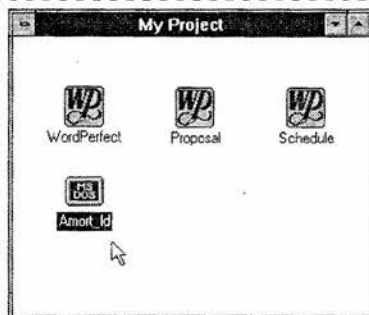 My Project
WP WP WP
WordPerfect Proposal Schedule
MS
DOS
Amort_ld